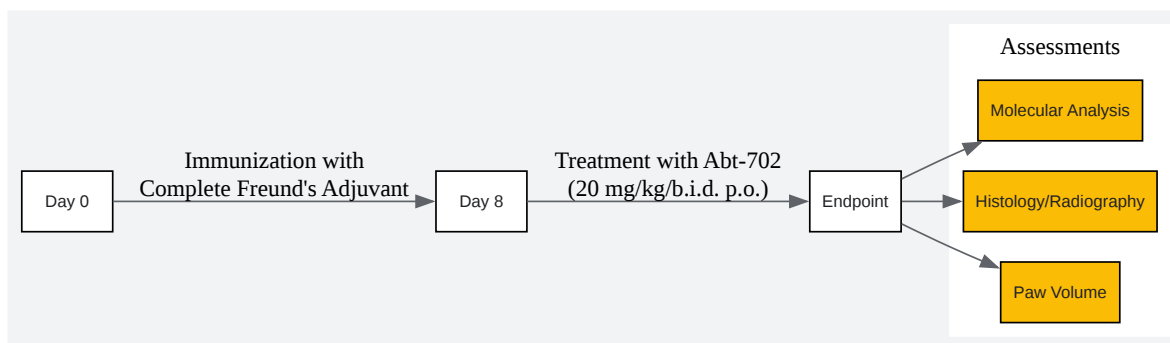 Assessments
Molecular Analysis
Immunization with
Complete Freund's Adjuvant
Treatment with Abt-702
(20 mg/kg/b.i.d. p.o.)
Day 0
Day 8
Endpoint
Histology/Radiography
Paw Volume